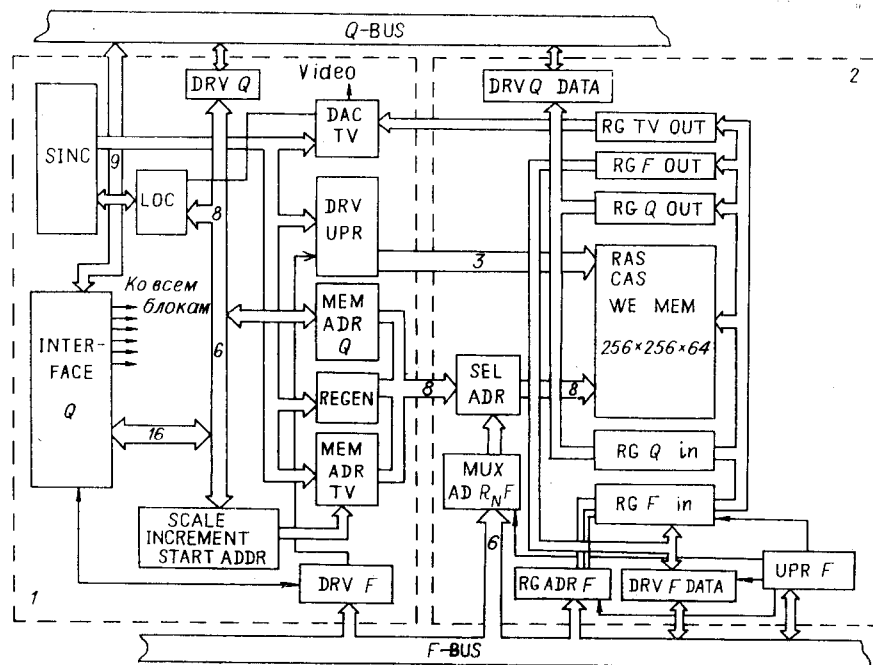 Q-BUS
1
2
DRV Q
Video
DRV Q DATA
DAC
TV
RG TV OUT
SINC
9
RG F OUT
LOC
8
RG Q OUT
DRV
UPR
3
RAS
CAS
WE MEM
256×256×64
Ко всем
блокам
INTER-
FACE
Q
6
MEM
ADR
Q
REGEN
8
SEL
ADR
8
16
MEM
ADR
TV
MUX
AD R_N F
RG Q in
RG F in
SCALE
INCREMENT
START ADDR
6
DRV F
RG ADR F
DRV F DATA
UPR F
F-BUS